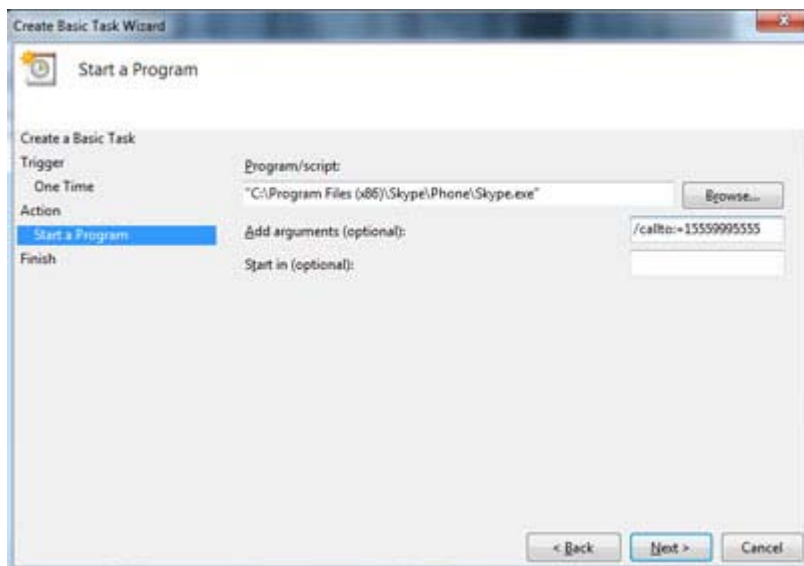 Create Basic Task Wizard
Start a Program
Create a Basic Task
Trigger
One Time
Action
Start a Program
Finish
Program/script:
"C:\Program Files (x86)\Skype\Phone\Skype.exe"
Browse...
Add arguments (optional):
/callto:+15559995555
Start in (optional):
< Back
Next >
Cancel